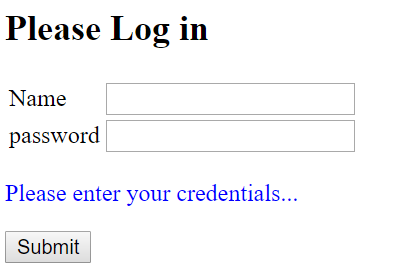 Please Log in
Name
password
Please enter your credentials...
Submit